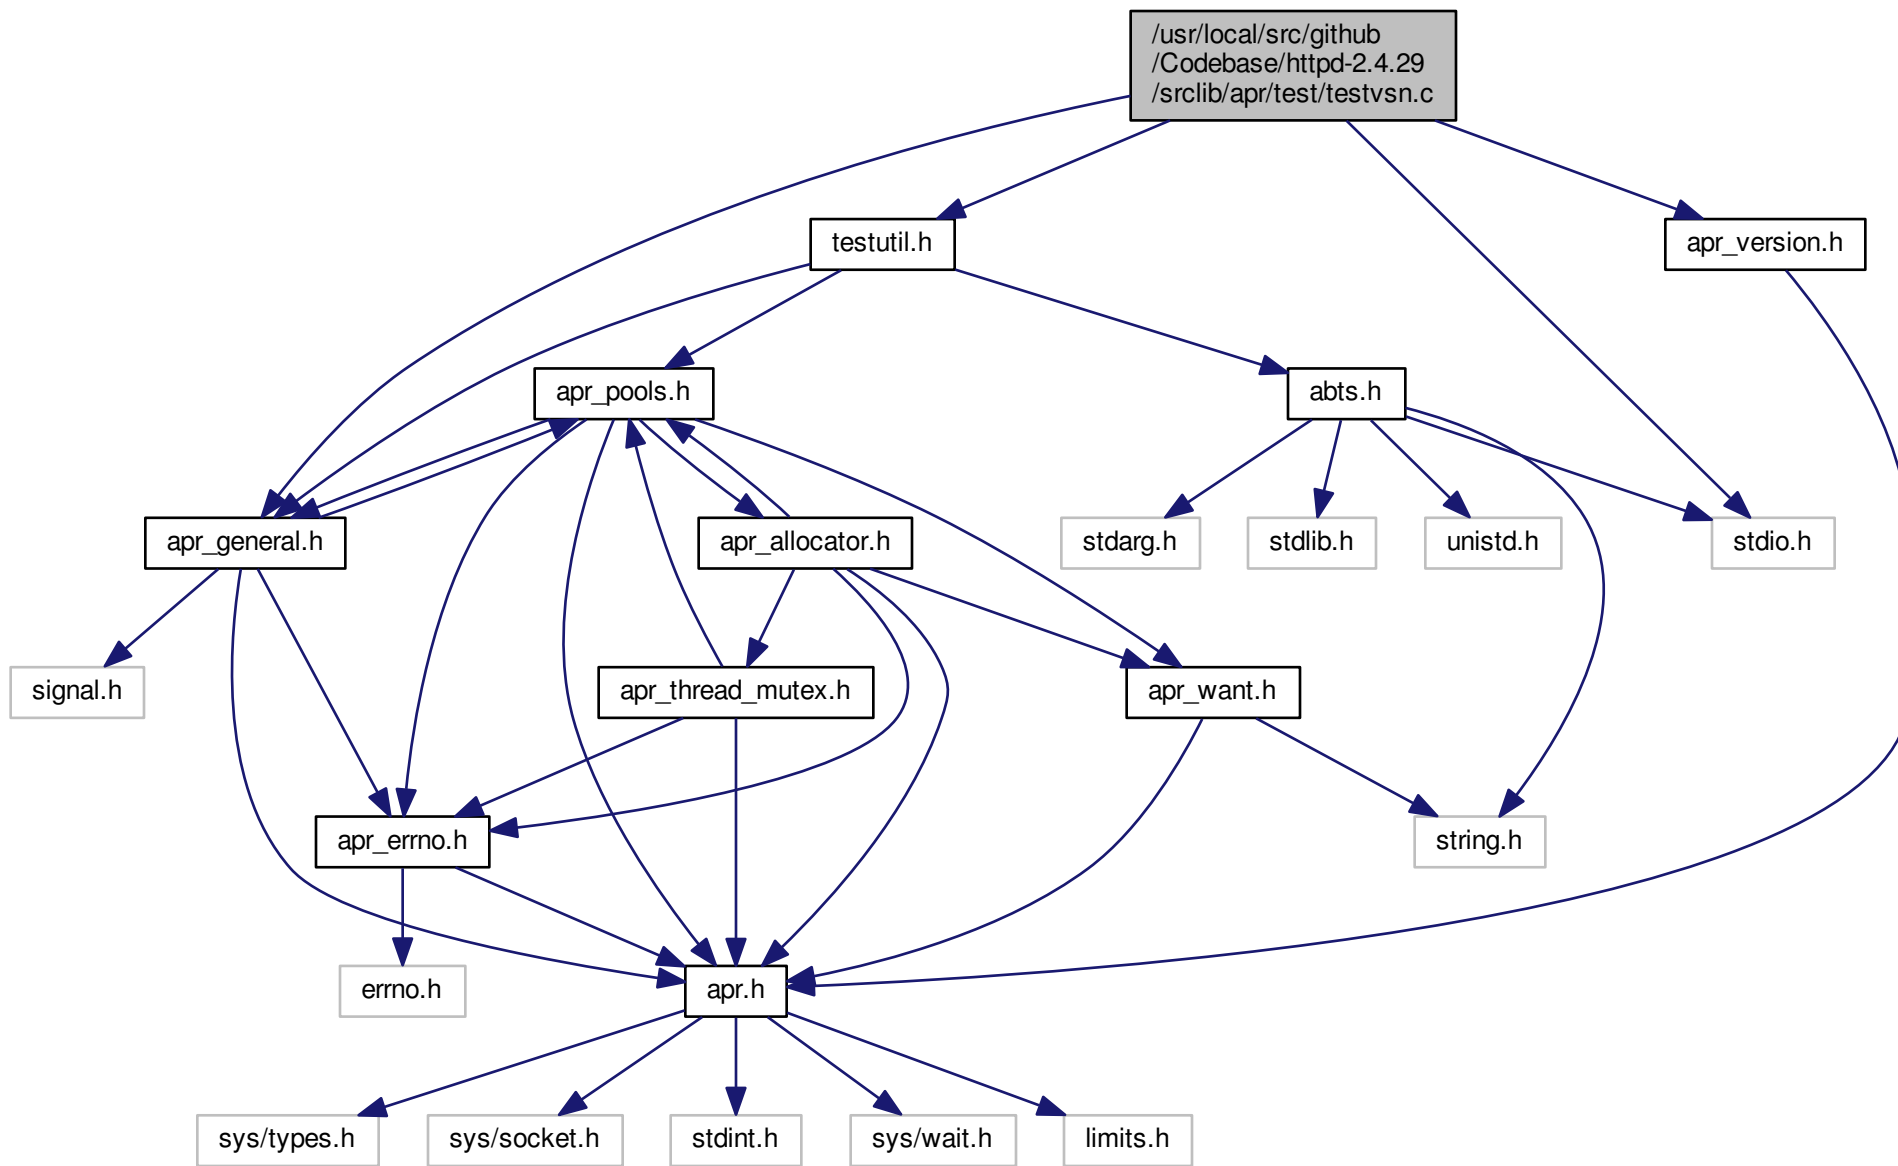 /usr/local/src/github
/Codebase/httpd-2.4.29
/srclib/apr/test/testvsn.c
testutil.h
apr_version.h
apr_pools.h
abts.h
apr_general.h
apr_allocator.h
stdarg.h
stdlib.h
unistd.h
stdio.h
signal.h
apr_thread_mutex.h
apr_want.h
apr_errno.h
string.h
errno.h
apr.h
sys/types.h
sys/socket.h
stdint.h
sys/wait.h
limits.h